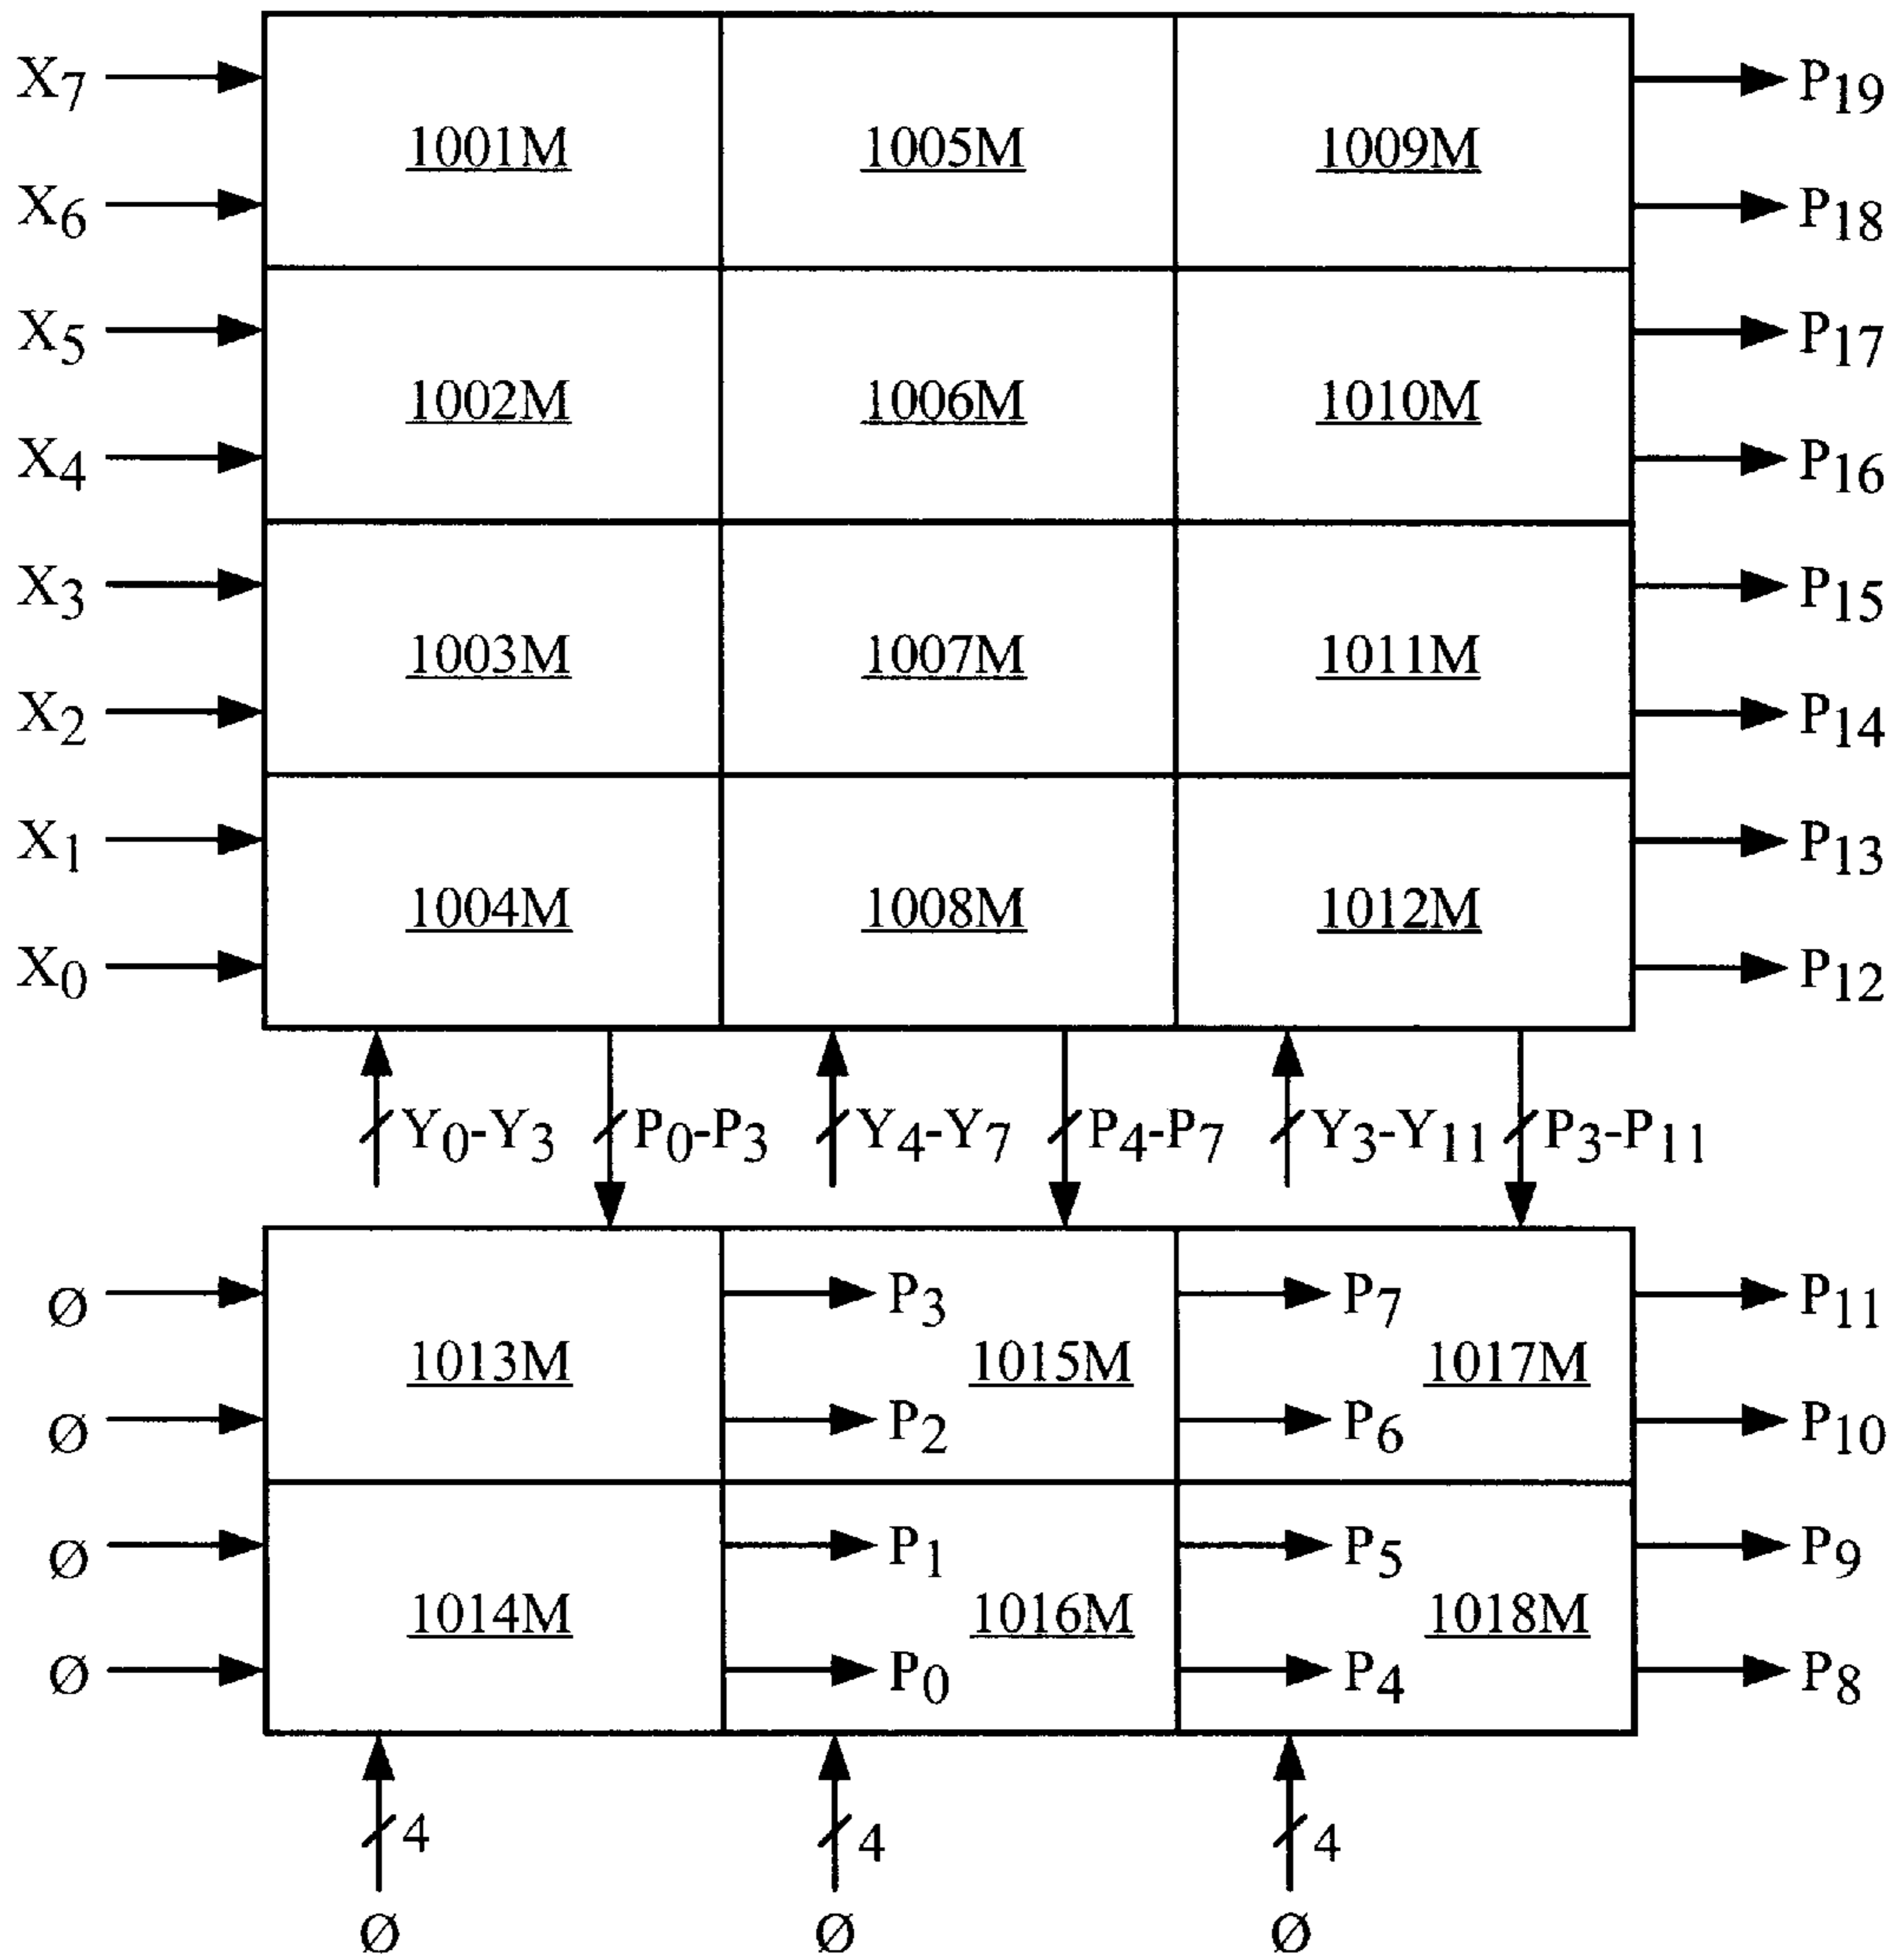 X7 P19
1001M 1005M 1009M
X6 P18
X5 P17
1002M 1006M 1010M
X4 P16
X3 P15
1003M 1007M 1011M
X2 P14
X1 P13
1004M 1008M 1012M
X0 P12
Y0-Y3 P0-P3 Y4-Y7 P4-P7 Y3-Y11 P3-P11
Ø P3 P7 P11
1013M 1015M 1017M
Ø P2 P6 P10
Ø P1 P5 P9
1014M 1016M 1018M
Ø P0 P4 P8
4 4 4
Ø Ø Ø